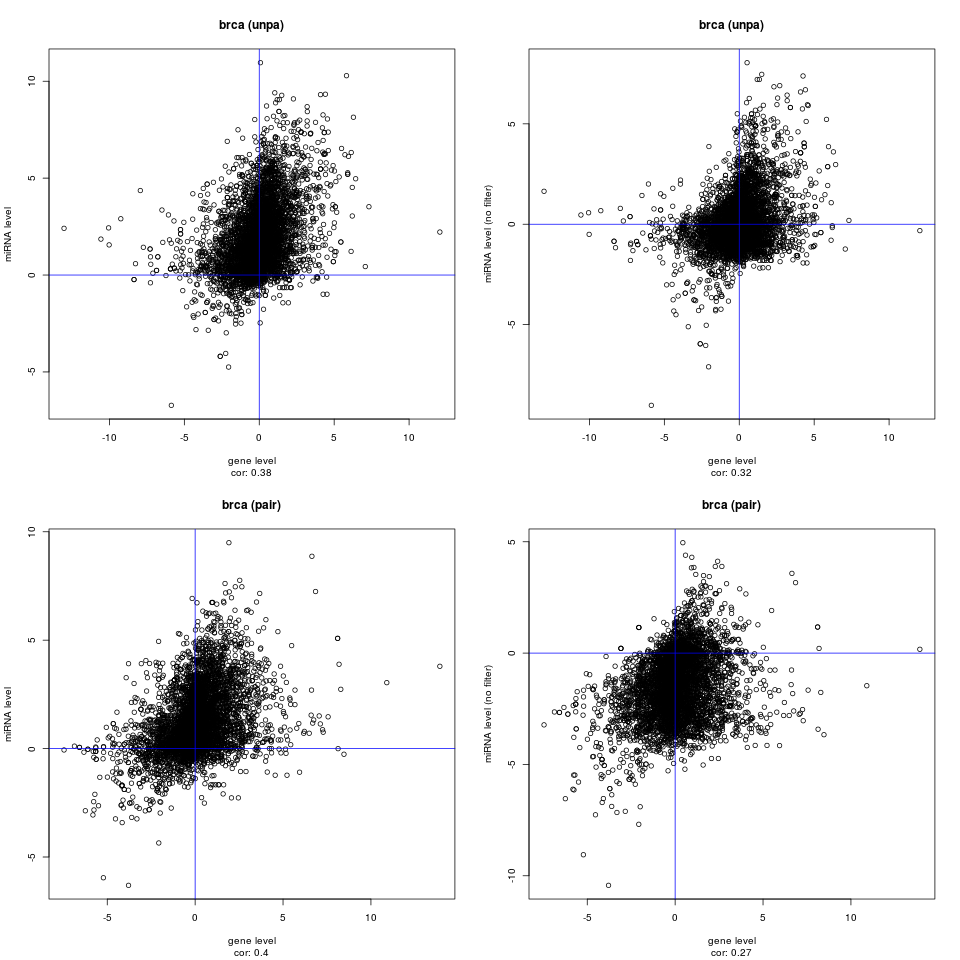 brca (unpa)
10
5
0
-5
miRNA level
-10 -5 0 5 10
gene level
cor: 0.38
brca (unpa)
5
0
-5
miRNA level (no filter)
-10 -5 0 5 10
gene level
cor: 0.32
brca (pair)
10
5
0
-5
miRNA level
-5 0 5 10
gene level
cor: 0.4
brca (pair)
5
0
-5
-10
miRNA level (no filter)
-5 0 5 10
gene level
cor: 0.27